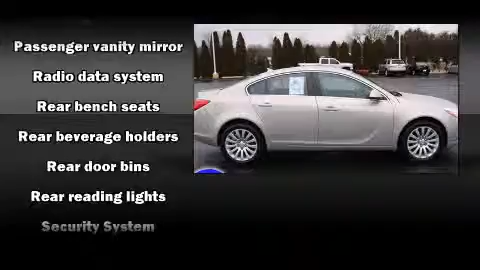 Passenger vanity mirror
Radio data system
Rear bench seats
Rear beverage holders
Rear door bins
Rear reading lights
Security System